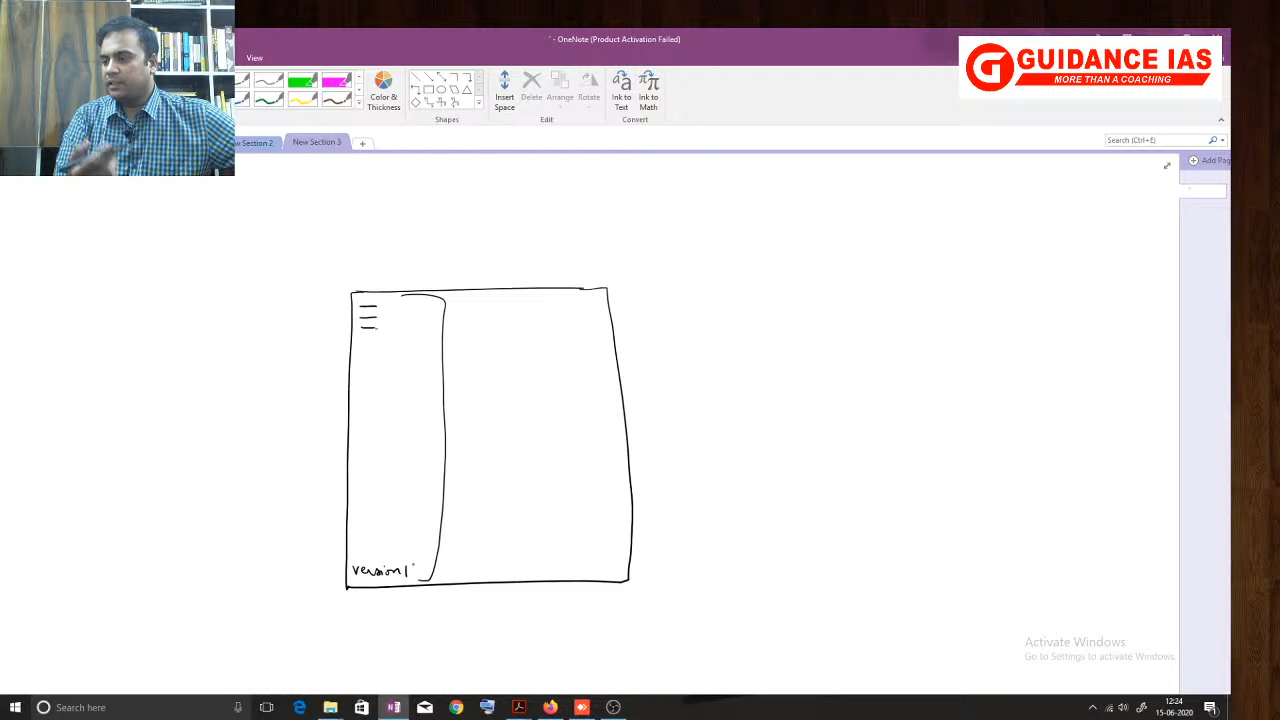 - OneNote (Product Activation Failed)
GUIDANCE IAS
MORE THAN A COACHING
View
Color &
Thickness
Insert
Space
Delete
Arrange
Rotate
Ink to
Text
Ink to
Math
Shapes
Edit
Convert
Section 2
New Section 3
Search (Ctrl+E)
Add Pag
version 1
Activate Windows
Go to Settings to activate Windows.
Search here
12:24
15-06-2020